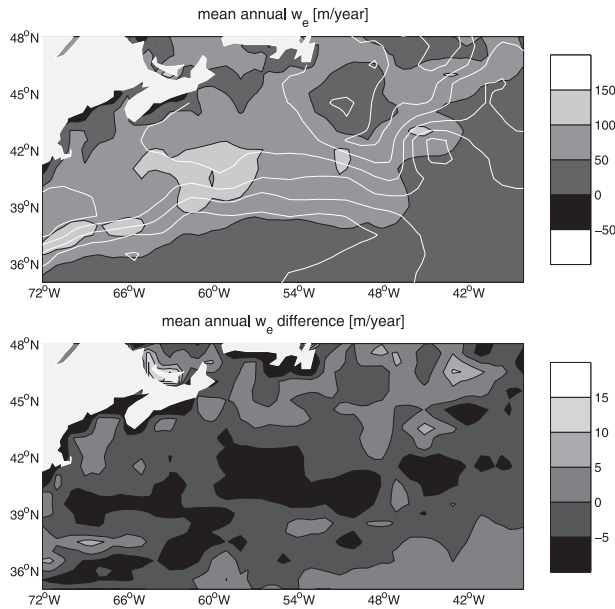 mean annual w_e [m/year]
48°N
45°N
42°N
39°N
36°N
72°W 66°W 60°W 54°W 48°W 42°W
150
100
50
0
−50
mean annual w_e difference [m/year]
48°N
45°N
42°N
39°N
36°N
72°W 66°W 60°W 54°W 48°W 42°W
15
10
5
0
−5